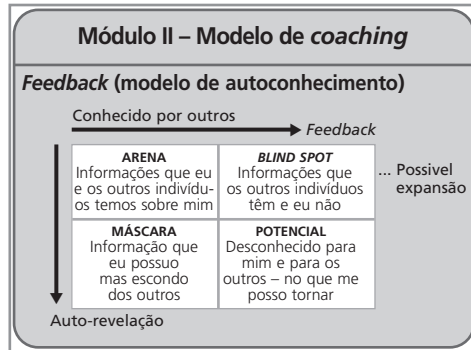 Módulo II – Modelo de coaching
Feedback (modelo de autoconhecimento)
Conhecido por outros
Feedback
ARENA
Informações que eu
e os outros indivídu-
os temos sobre mim
BLIND SPOT
Informações que
os outros indivíduos
têm e eu não
... Possivel
expansão
MÁSCARA
Informação que
eu possuo
mas escondo
dos outros
POTENCIAL
Desconhecido para
mim e para os
outros – no que me
posso tornar
Auto-revelação